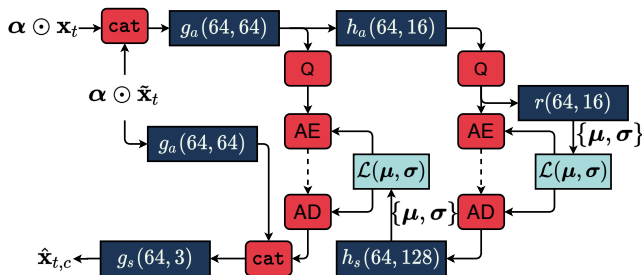 α ⊙ x_t
cat
g_a(64, 64)
h_a(64, 16)
Q
Q
α ⊙ x̃_t
r(64, 16)
{μ, σ}
g_a(64, 64)
AE
AE
ℒ(μ, σ)
ℒ(μ, σ)
{μ, σ}
AD
AD
x̂_{t,c}
g_s(64, 3)
cat
h_s(64, 128)